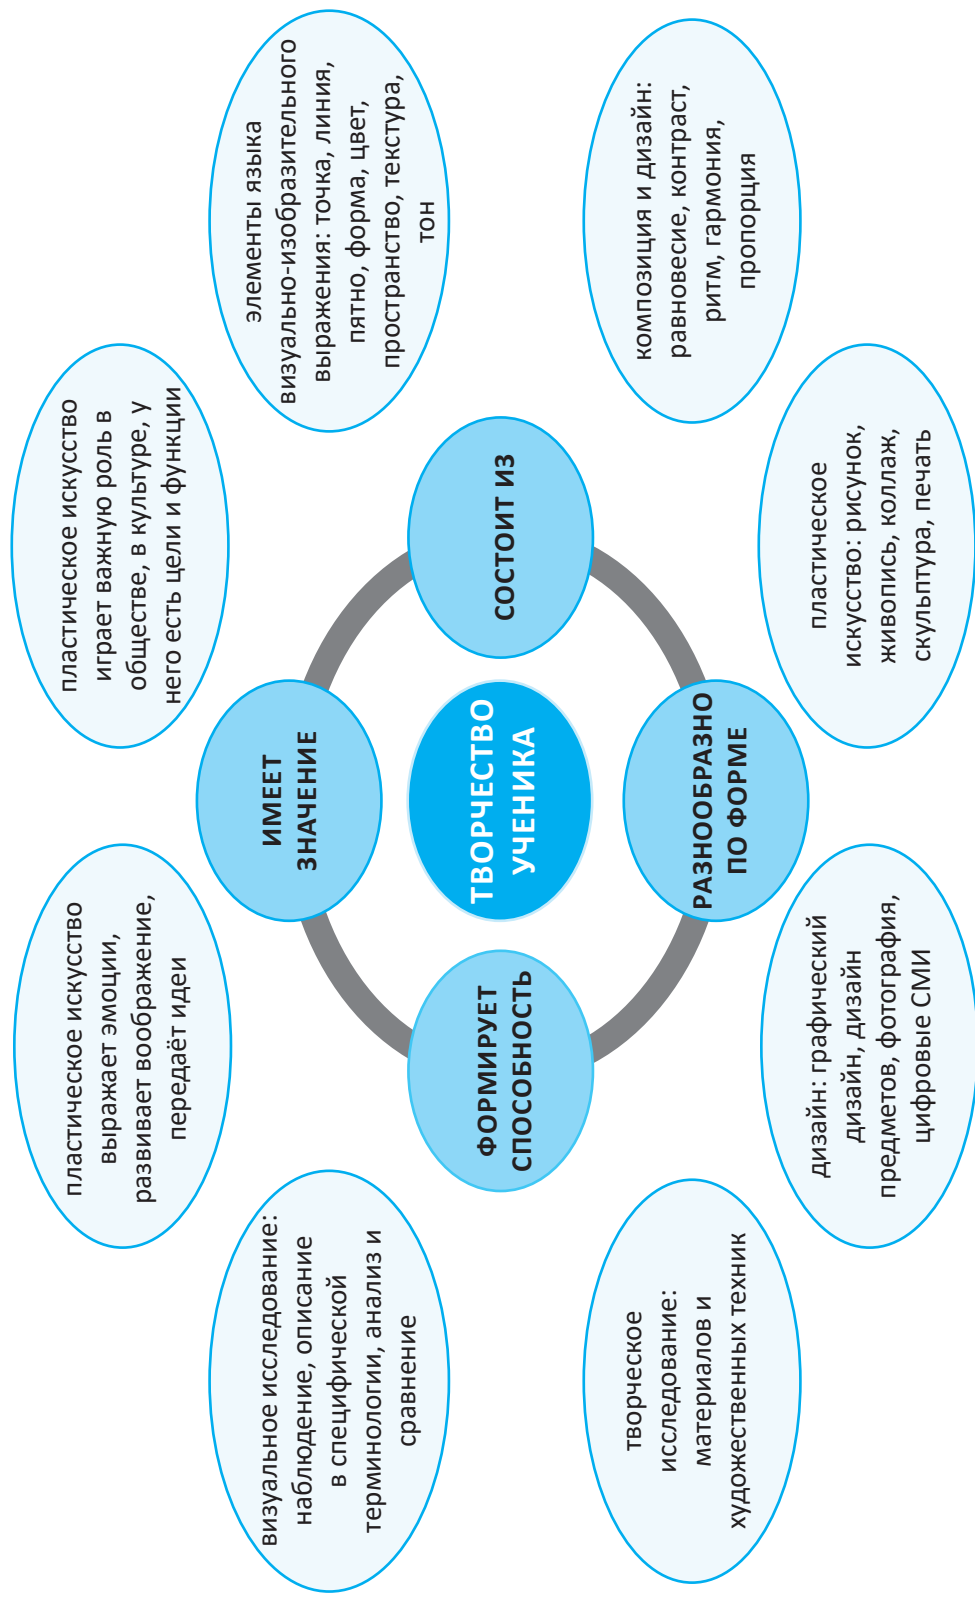 пластическое искусство
выражает эмоции,
развивает воображение,
передаёт идеи
пластическое искусство
играет важную роль в
обществе, в культуре, у
него есть цели и функции
визуальное исследование:
наблюдение, описание
в специфической
терминологии, анализ и
сравнение
ИМЕЕТ
ЗНАЧЕНИЕ
элементы языка
визуально-изобразительного
выражения: точка, линия,
пятно, форма, цвет,
пространство, текстура,
тон
ФОРМИРУЕТ
СПОСОБНОСТЬ
ТВОРЧЕСТВО
УЧЕНИКА
СОСТОИТ ИЗ
творческое
исследование:
материалов и
художественных техник
РАЗНООБРАЗНО
ПО ФОРМЕ
композиция и дизайн:
равновесие, контраст,
ритм, гармония,
пропорция
дизайн: графический
дизайн, дизайн
предметов, фотография,
цифровые СМИ
пластическое
искусство: рисунок,
живопись, коллаж,
скульптура, печать